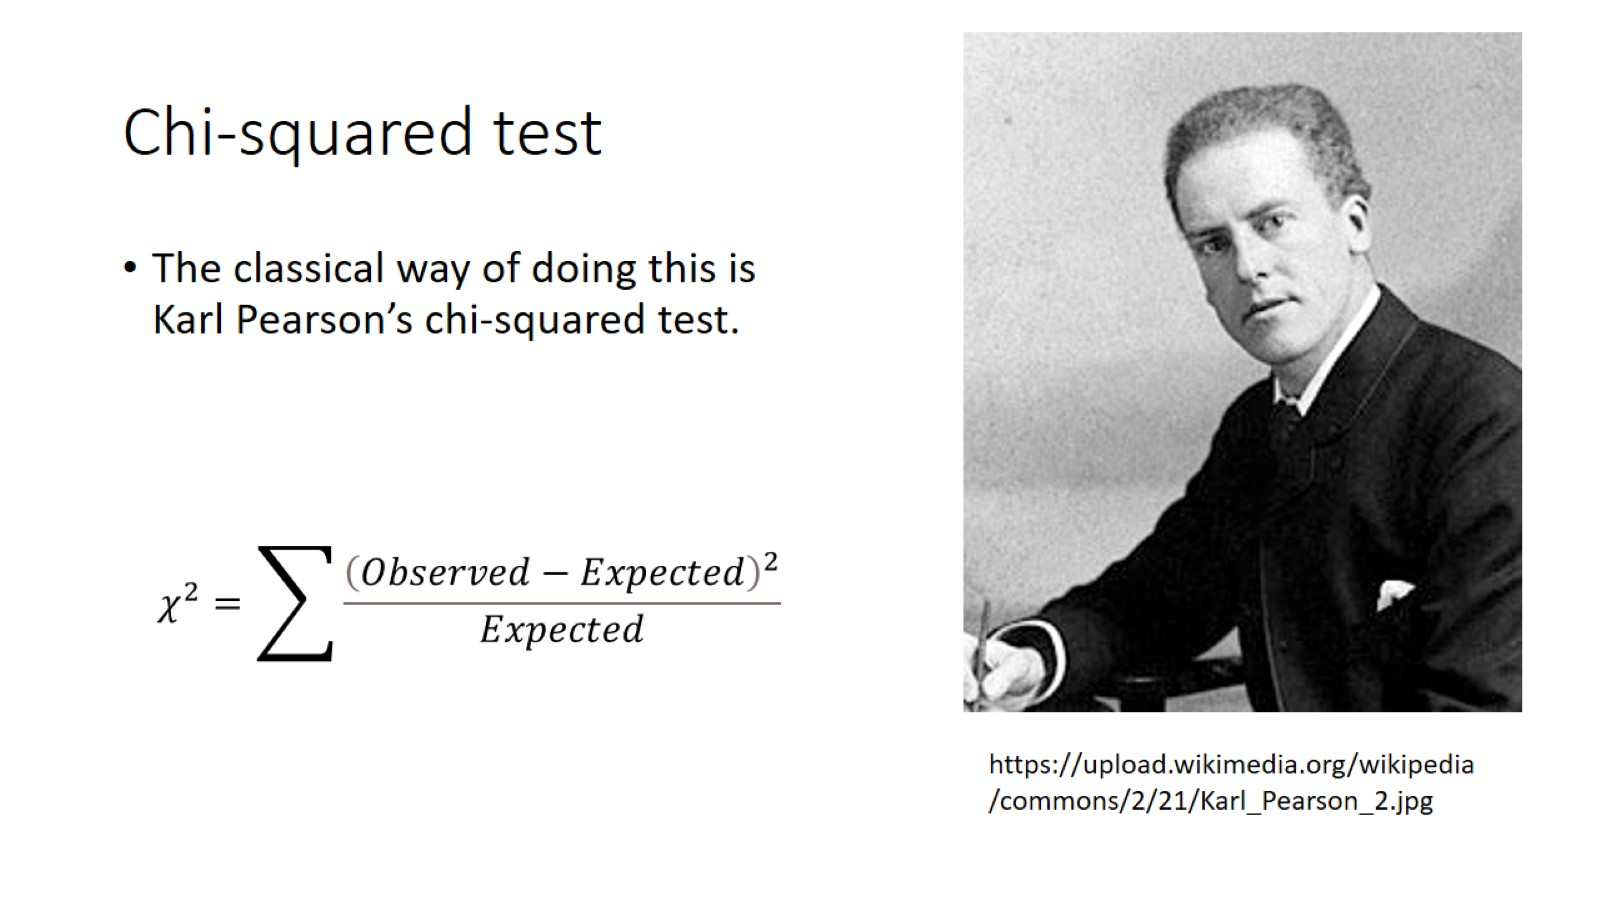 Chi-squared test
• The classical way of doing this is
Karl Pearson’s chi-squared test.
χ² = ∑ (Observed − Expected)² / Expected
https://upload.wikimedia.org/wikipedia
/commons/2/21/Karl_Pearson_2.jpg